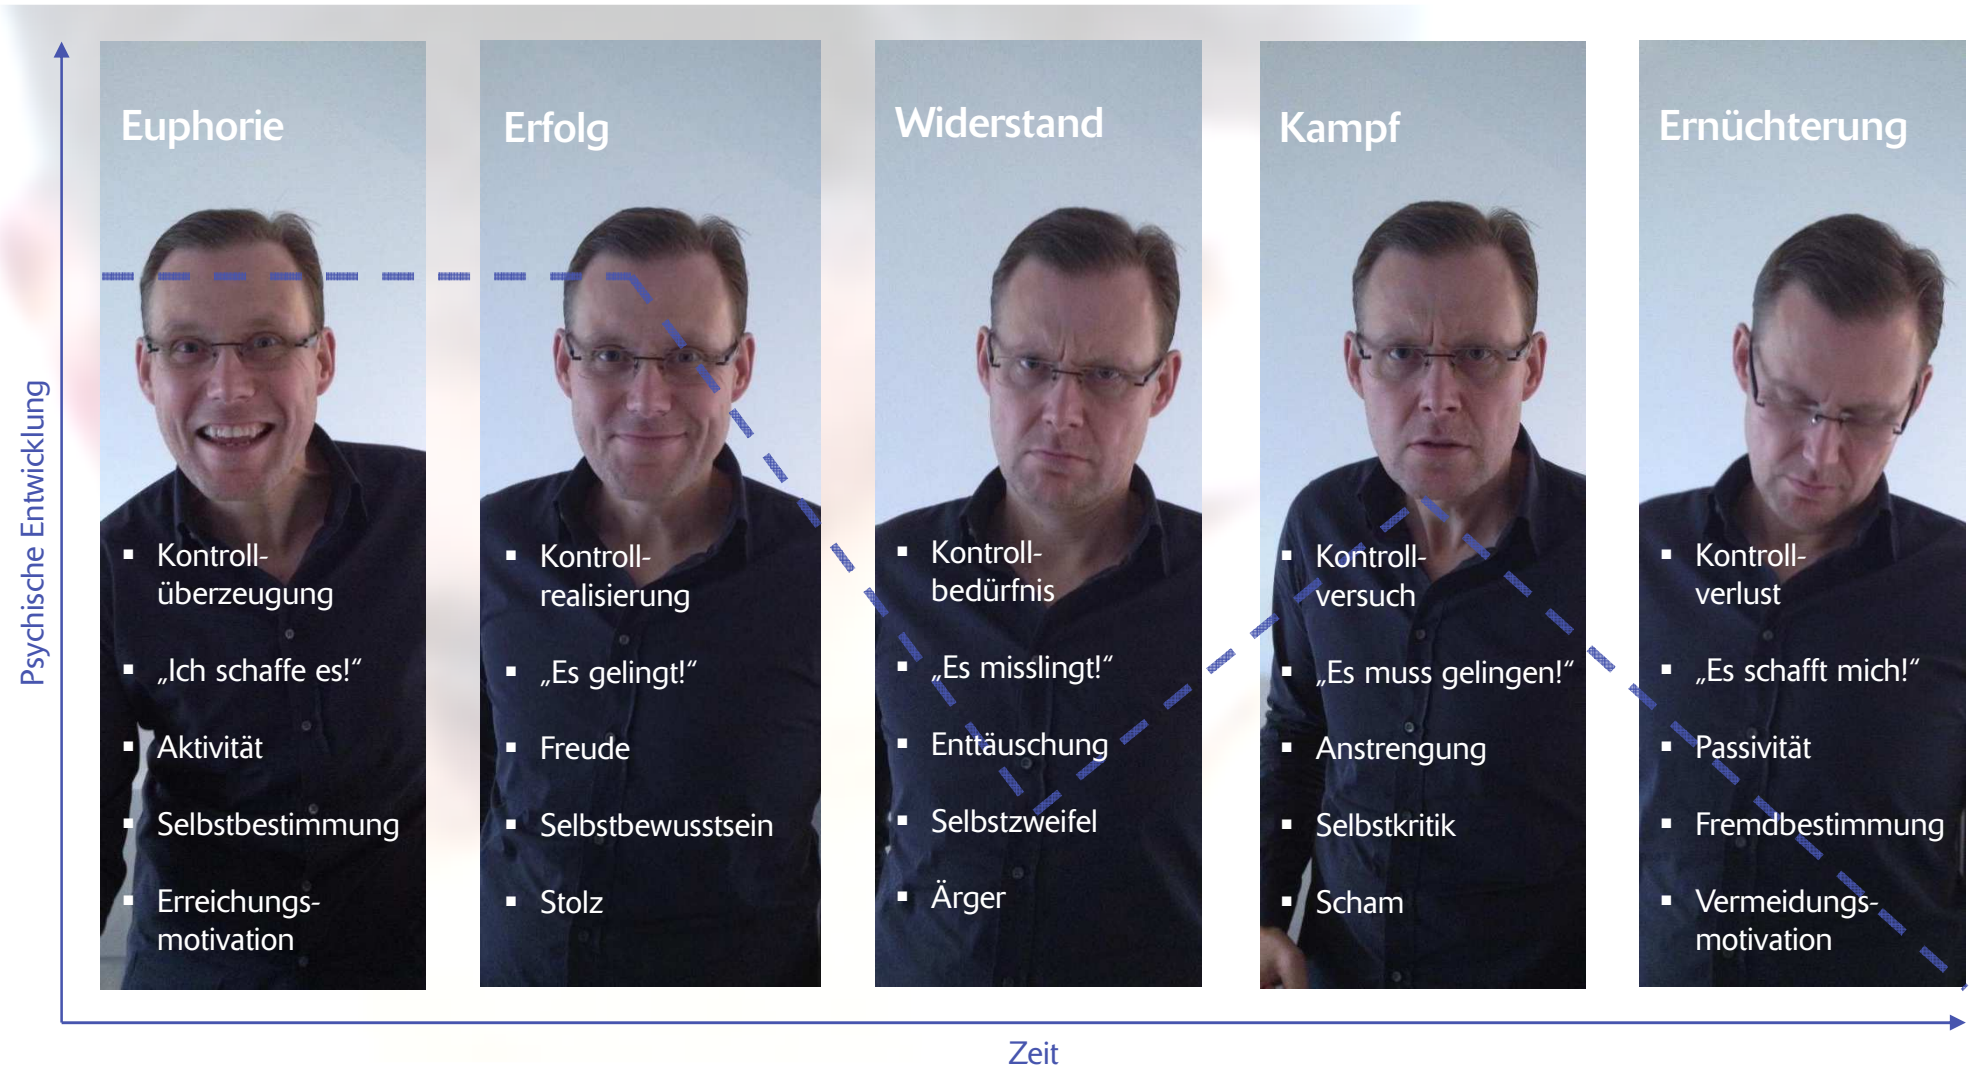 Psychische Entwicklung
Euphorie
▪ Kontroll-
überzeugung
▪ „Ich schaffe es!“
▪ Aktivität
▪ Selbstbestimmung
▪ Erreichungs-
motivation
Erfolg
▪ Kontroll-
realisierung
▪ „Es gelingt!“
▪ Freude
▪ Selbstbewusstsein
▪ Stolz
Widerstand
▪ Kontroll-
bedürfnis
▪ „Es misslingt!“
▪ Enttäuschung
▪ Selbstzweifel
▪ Ärger
Kampf
▪ Kontroll-
versuch
▪ „Es muss gelingen!“
▪ Anstrengung
▪ Selbstkritik
▪ Scham
Ernüchterung
▪ Kontroll-
verlust
▪ „Es schafft mich!“
▪ Passivität
▪ Fremdbestimmung
▪ Vermeidungs-
motivation
Zeit